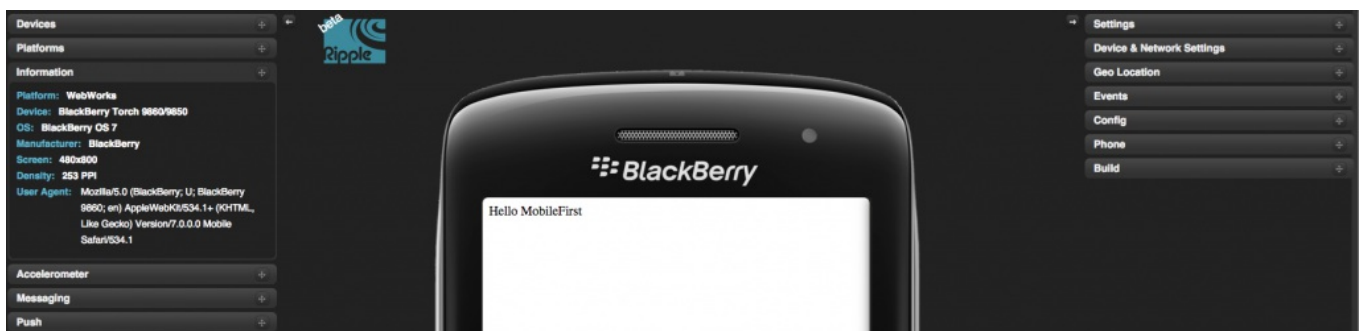 Devices
Platforms
Information
Platform: WebWorks
Device: BlackBerry Torch 9860/9850
OS: BlackBerry OS 7
Manufacturer: BlackBerry
Screen: 480x800
Density: 253 PPI
User Agent: Mozilla/5.0 (BlackBerry; U; BlackBerry
9860; en) AppleWebKit/534.1+ (KHTML,
Like Gecko) Version/7.0.0.0 Mobile
Safari/534.1
Accelerometer
Messaging
Push
beta
Ripple
BlackBerry
Hello MobileFirst
Settings
Device & Network Settings
Geo Location
Events
Config
Phone
Build